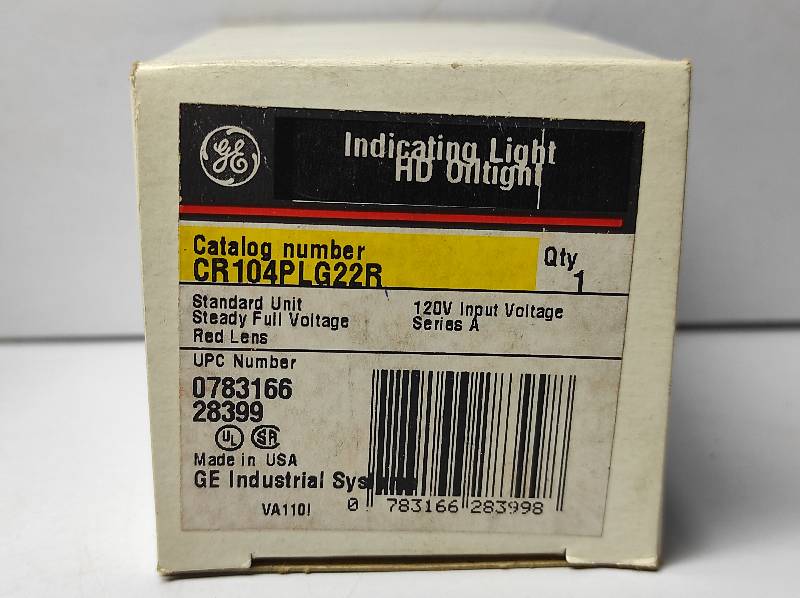 GE
Indicating Light
HD Oiltight
Catalog number
CR104PLG22R
Qty
1
Standard Unit
Steady Full Voltage
Red Lens
120V Input Voltage
Series A
UPC Number
0783166
28399
UL SA
Made in USA
GE Industrial Systems
VA110I
0 783166 283998